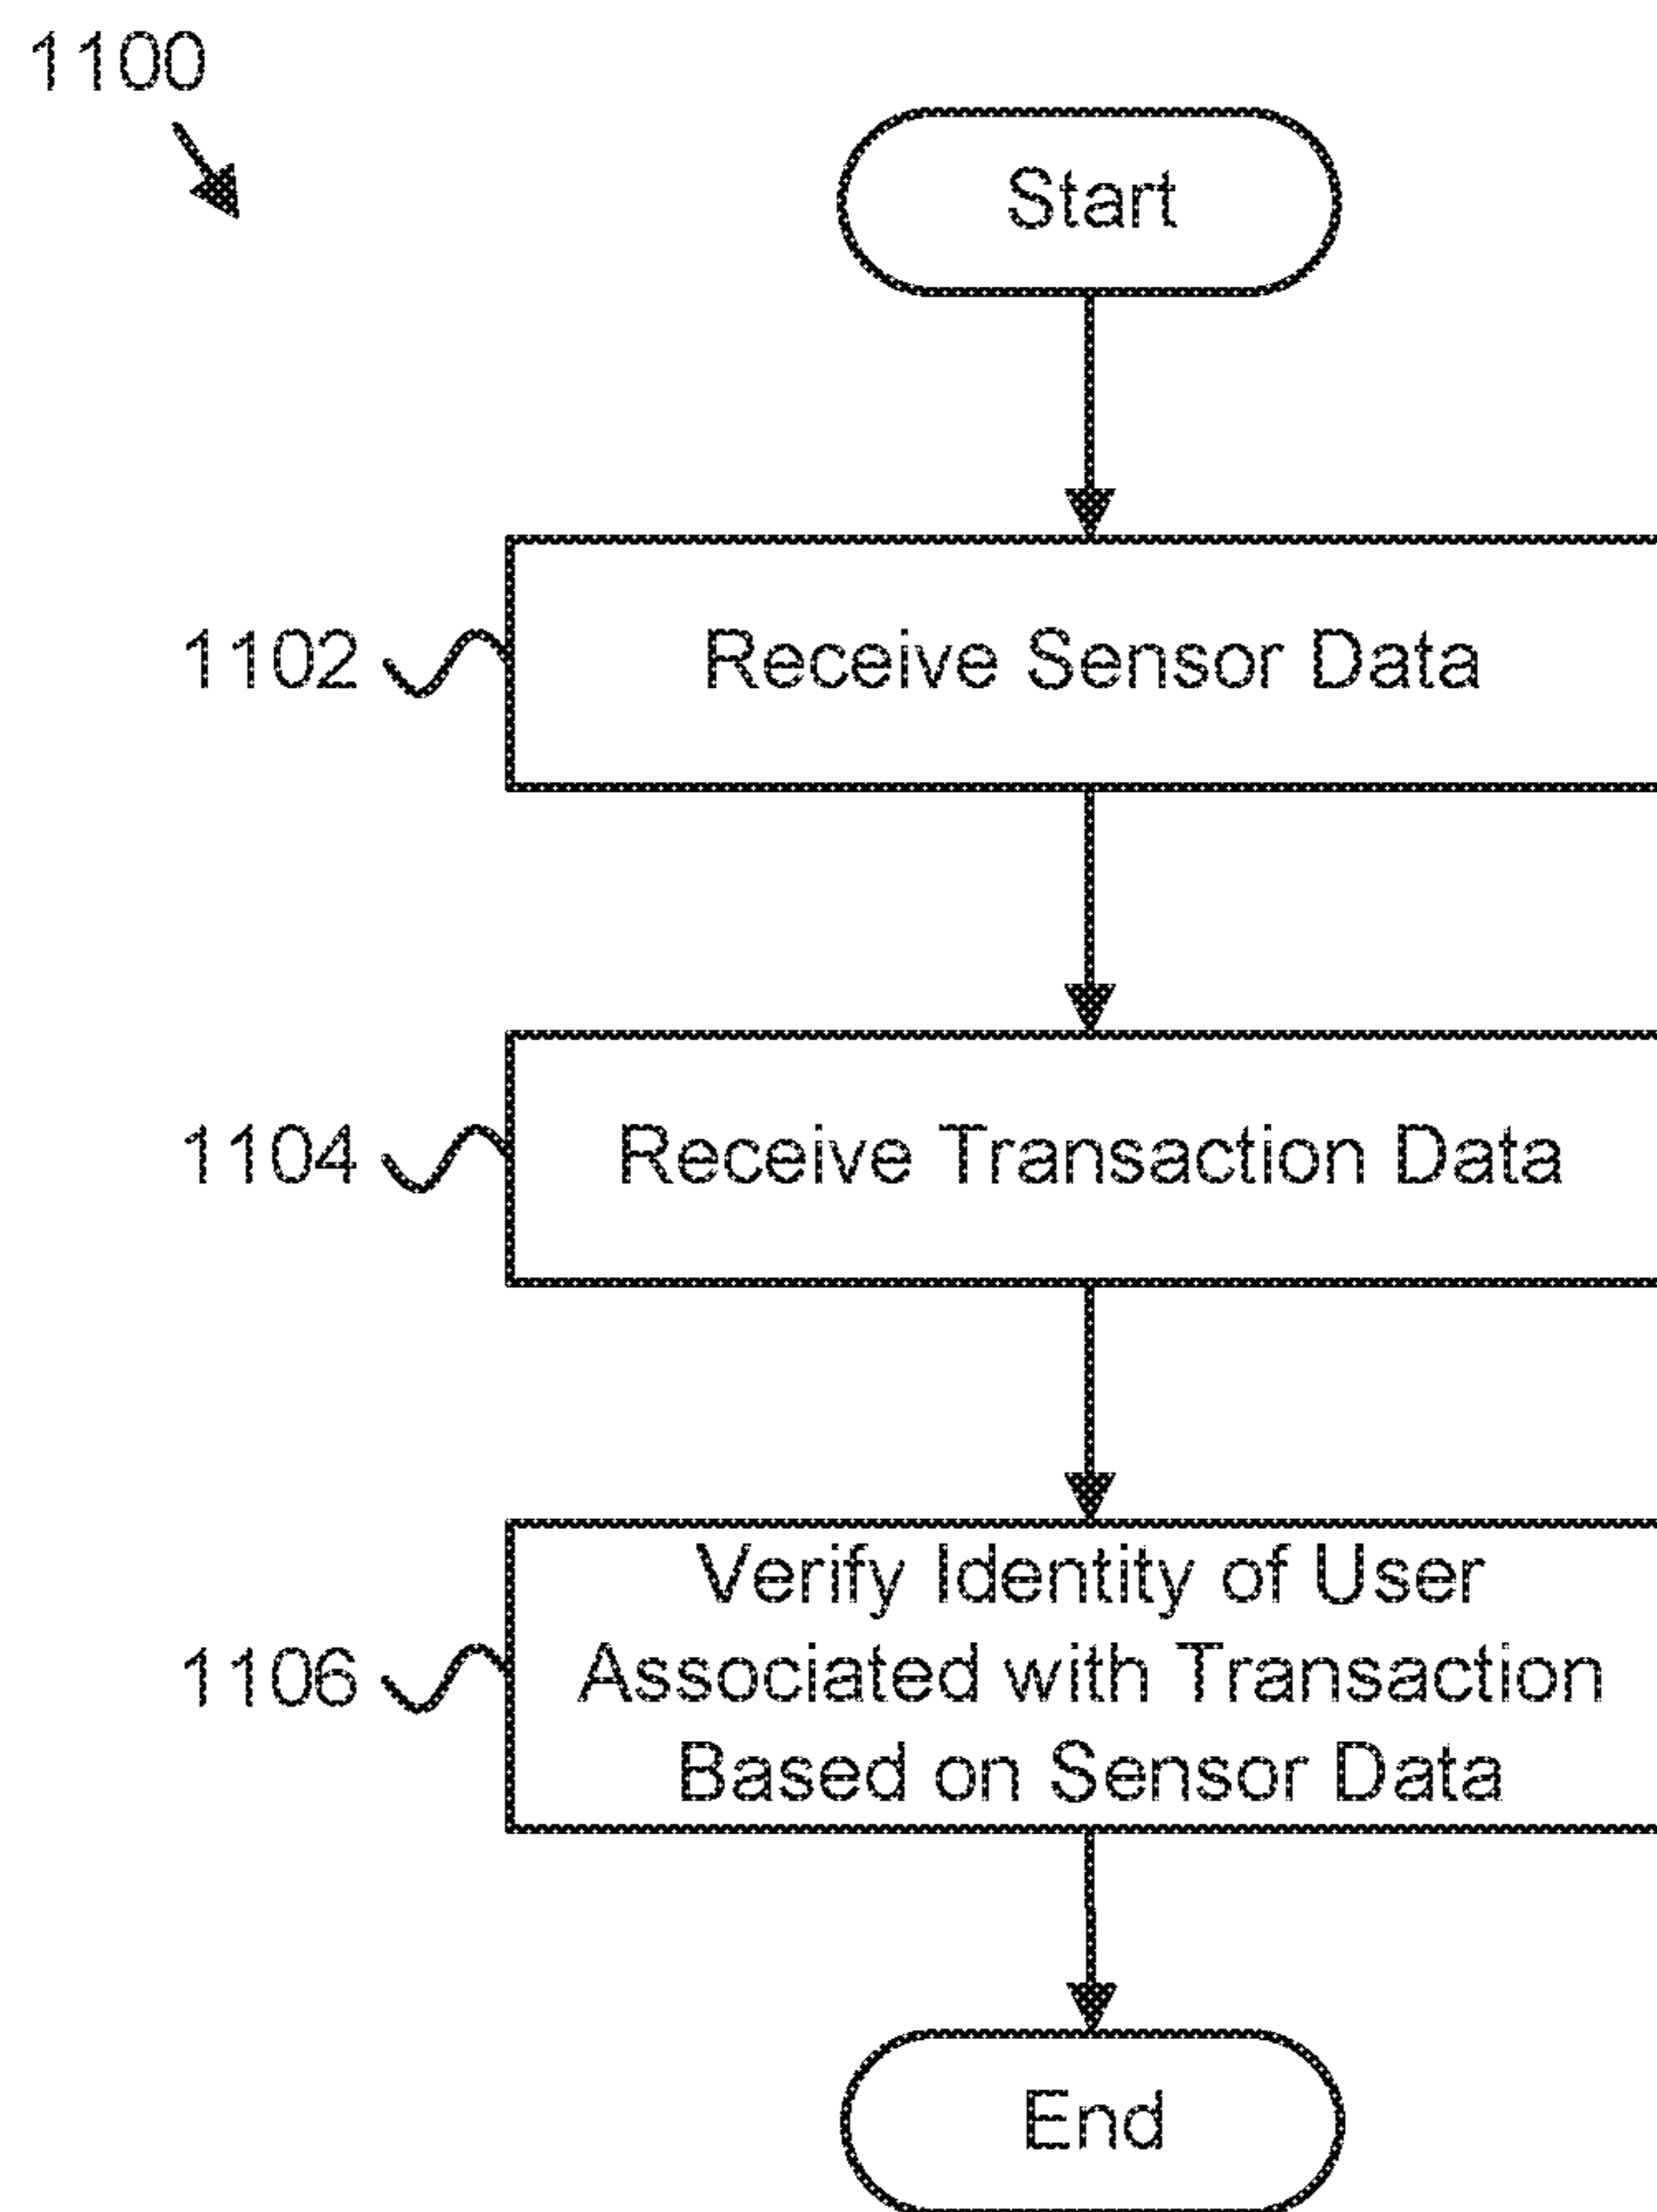 1100
Start
1102
Receive Sensor Data
1104
Receive Transaction Data
Verify Identity of User
1106
Associated with Transaction
Based on Sensor Data
End